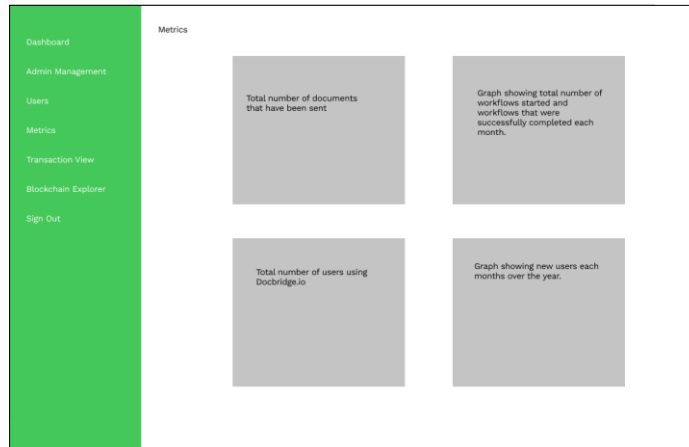 Dashboard
Admin Management
Users
Metrics
Transaction View
Blockchain Explorer
Sign Out
Metrics
Total number of documents
that have been sent
Graph showing total number of
workflows started and
workflows that were
successfully completed each
month.
Total number of users using
Docbridge.io
Graph showing new users each
months over the year.